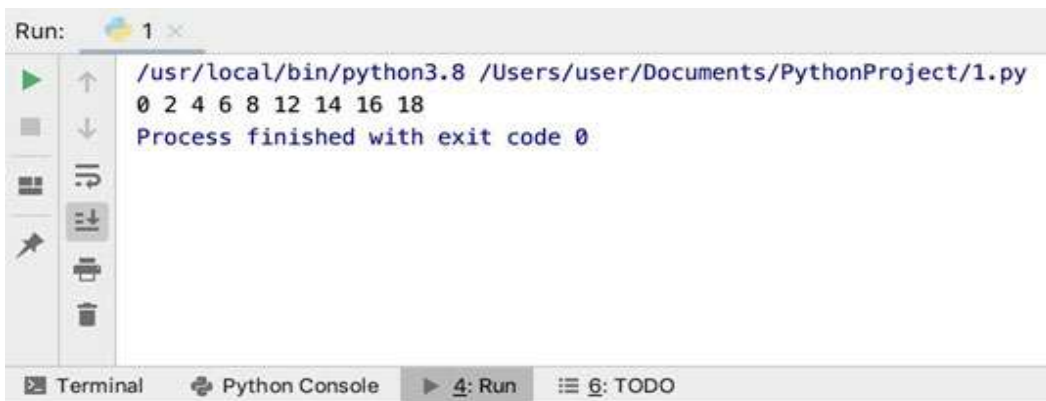 Run: 1
/usr/local/bin/python3.8 /Users/user/Documents/PythonProject/1.py
0 2 4 6 8 12 14 16 18
Process finished with exit code 0
Terminal Python Console 4: Run 6: TODO